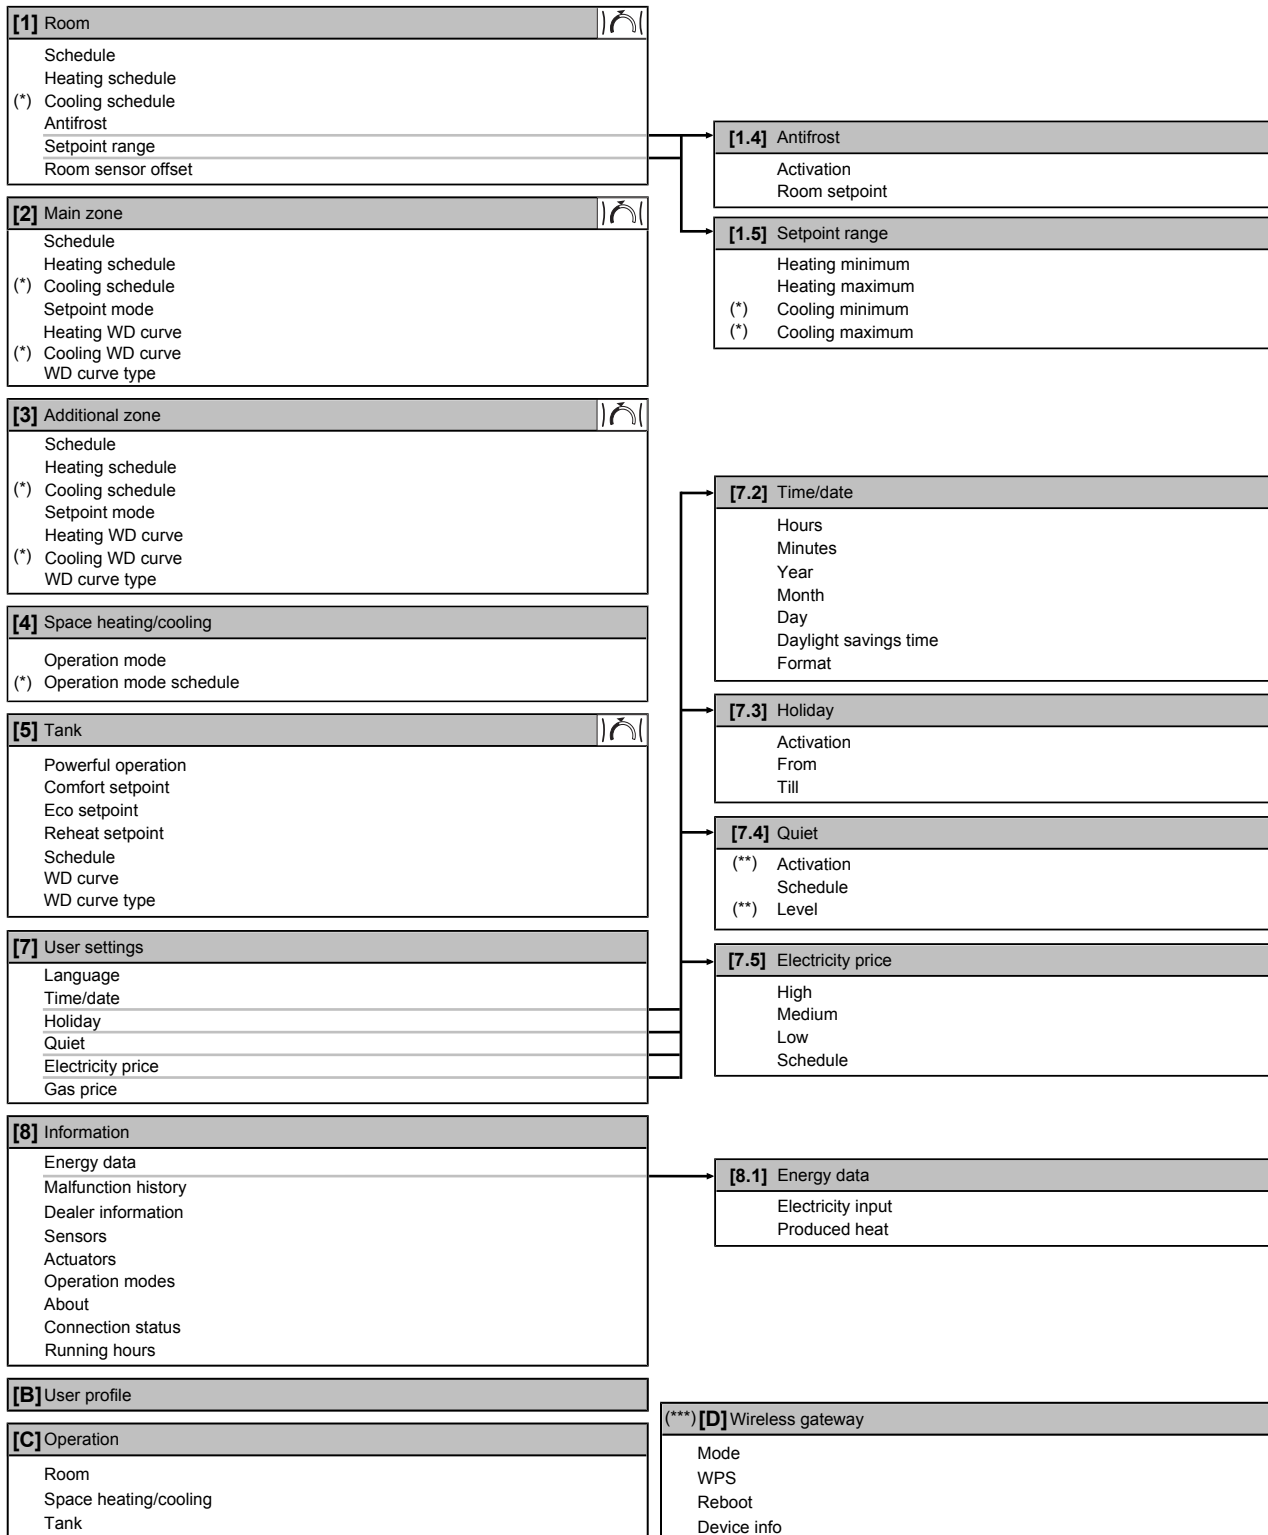 [1] Room
Schedule
Heating schedule
(*) Cooling schedule
Antifrost
Setpoint range
Room sensor offset
[1.4] Antifrost
Activation
Room setpoint
[1.5] Setpoint range
Heating minimum
Heating maximum
(*) Cooling minimum
(*) Cooling maximum
[2] Main zone
Schedule
Heating schedule
(*) Cooling schedule
Setpoint mode
Heating WD curve
(*) Cooling WD curve
WD curve type
[3] Additional zone
Schedule
Heating schedule
(*) Cooling schedule
Setpoint mode
Heating WD curve
(*) Cooling WD curve
WD curve type
[4] Space heating/cooling
Operation mode
(*) Operation mode schedule
[5] Tank
Powerful operation
Comfort setpoint
Eco setpoint
Reheat setpoint
Schedule
WD curve
WD curve type
[7] User settings
Language
Time/date
Holiday
Quiet
Electricity price
Gas price
[7.2] Time/date
Hours
Minutes
Year
Month
Day
Daylight savings time
Format
[7.3] Holiday
Activation
From
Till
[7.4] Quiet
(**) Activation
Schedule
(**) Level
[7.5] Electricity price
High
Medium
Low
Schedule
[8] Information
Energy data
Malfunction history
Dealer information
Sensors
Actuators
Operation modes
About
Connection status
Running hours
[8.1] Energy data
Electricity input
Produced heat
[B] User profile
[C] Operation
Room
Space heating/cooling
Tank
(***) [D] Wireless gateway
Mode
WPS
Reboot
Device info